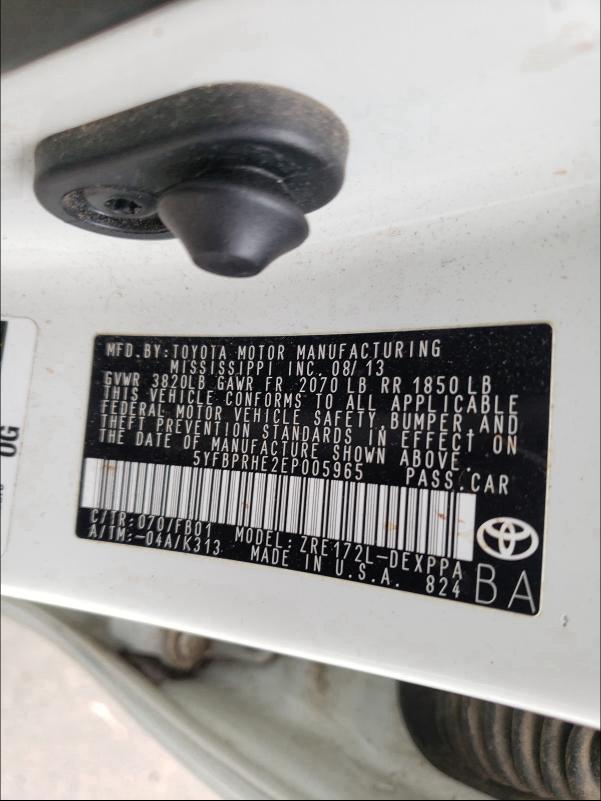 MFD. BY: TOYOTA MOTOR MANUFACTURING
MISSISSIPPI INC. 08/13
GVWR 3820LB GAWR FR 2070 LB RR 1850 LB
THIS VEHICLE CONFORMS TO ALL APPLICABLE
FEDERAL MOTOR VEHICLE SAFETY, BUMPER, AND
THEFT PREVENTION STANDARDS IN EFFECT ON
THE DATE OF MANUFACTURE SHOWN ABOVE.
5YFBPRHE2EP005965 PASS. CAR
C/TR: 070/FB01 MODEL: ZRE172L-DEXPPA
A/TM: -04A/K313 MADE IN U.S.A. 824
BA
OG